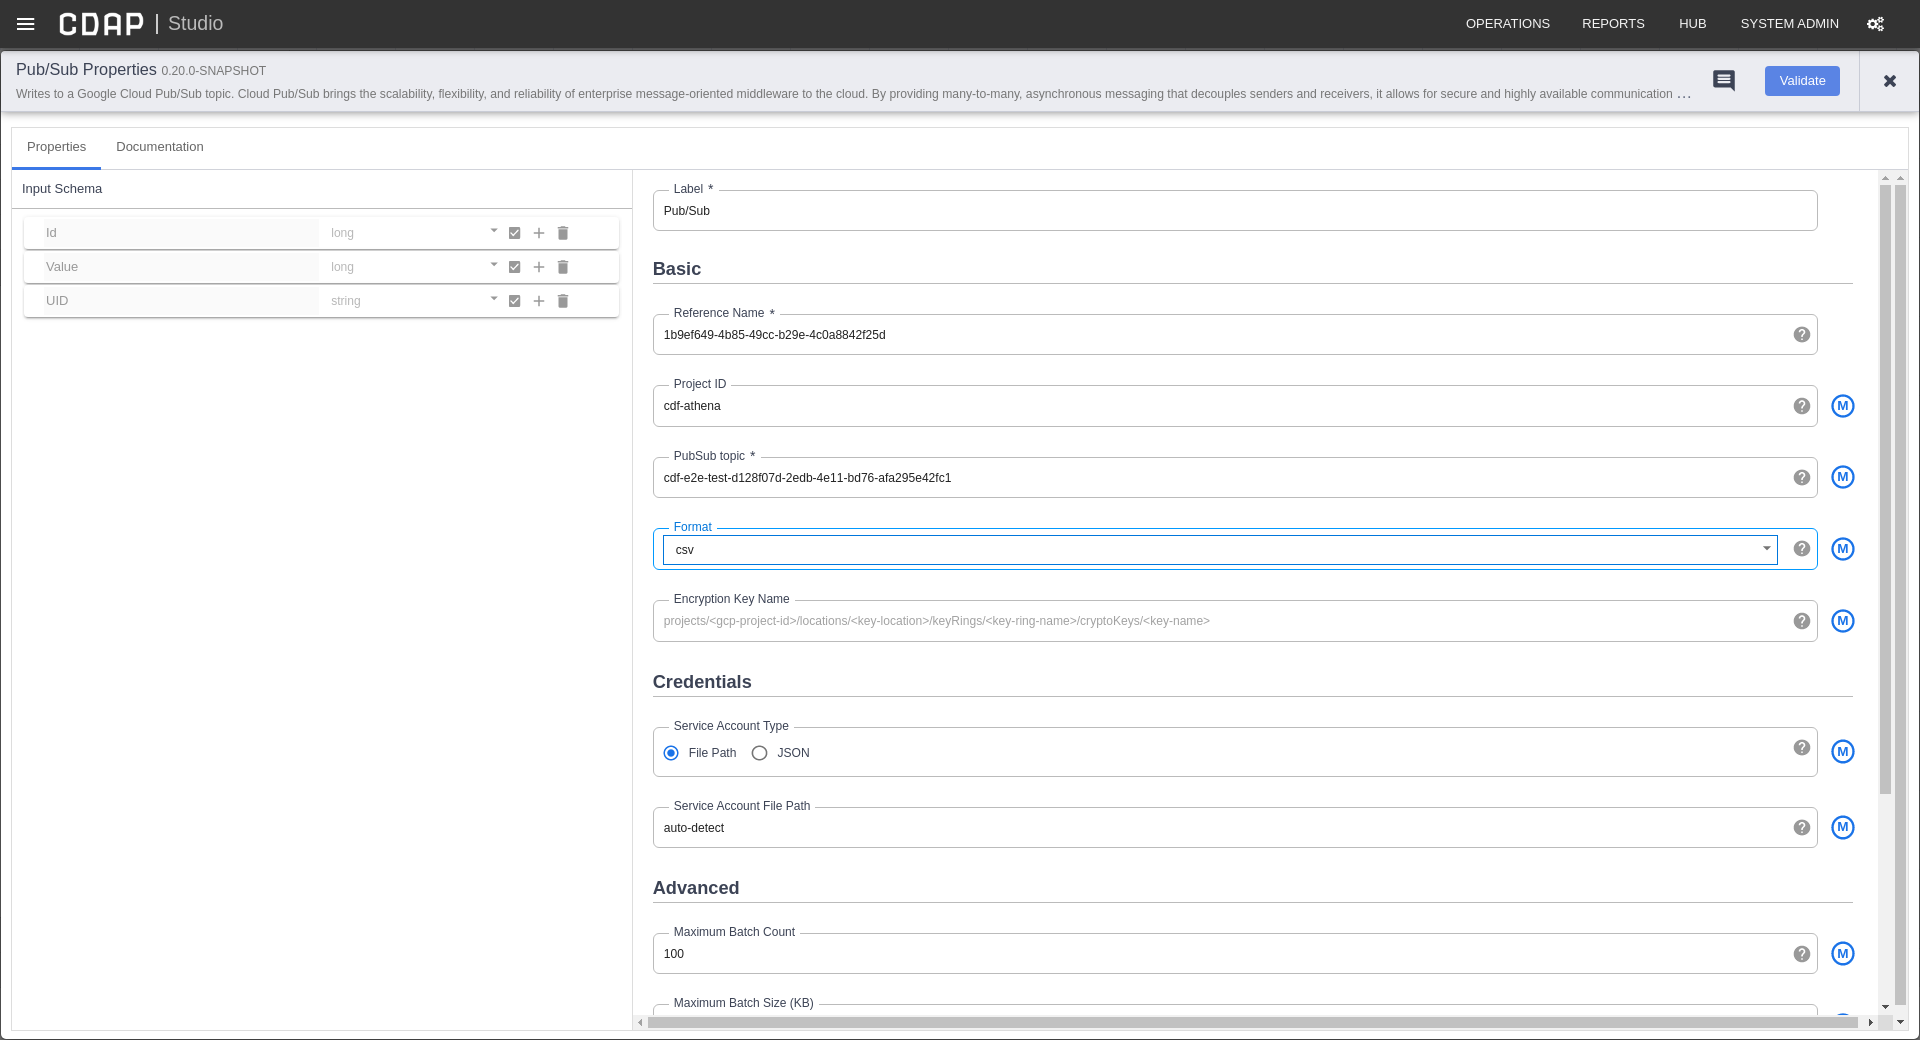 CDAP | Studio OPERATIONS REPORTS HUB SYSTEM ADMIN
Pub/Sub Properties 0.20.0-SNAPSHOT
Writes to a Google Cloud Pub/Sub topic. Cloud Pub/Sub brings the scalability, flexibility, and reliability of enterprise message-oriented middleware to the cloud. By providing many-to-many, asynchronous messaging that decouples senders and receivers, it allows for secure and highly available communication ...
Validate
Properties Documentation
Input Schema
Id long
Value long
UID string
Label *
Pub/Sub
Basic
Reference Name *
1b9ef649-4b85-49cc-b29e-4c0a8842f25d
Project ID
cdf-athena
M
PubSub topic *
cdf-e2e-test-d128f07d-2edb-4e11-bd76-afa295e42fc1
M
Format
csv
M
Encryption Key Name
projects/<gcp-project-id>/locations/<key-location>/keyRings/<key-ring-name>/cryptoKeys/<key-name>
M
Credentials
Service Account Type
File Path JSON
M
Service Account File Path
auto-detect
M
Advanced
Maximum Batch Count
100
M
Maximum Batch Size (KB)